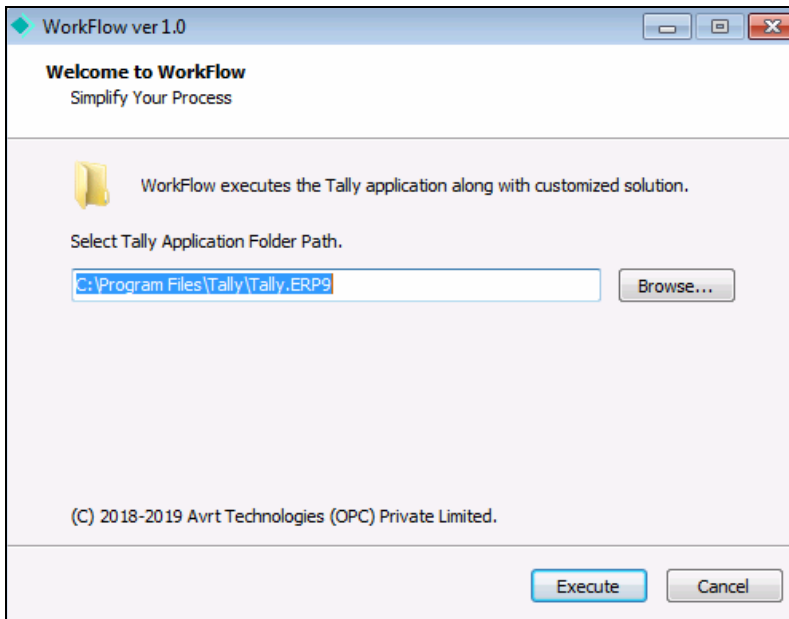 WorkFlow ver 1.0
Welcome to WorkFlow
Simplify Your Process
WorkFlow executes the Tally application along with customized solution.
Select Tally Application Folder Path.
C:\Program Files\Tally\Tally.ERP9
Browse...
(C) 2018-2019 Avrt Technologies (OPC) Private Limited.
Execute
Cancel